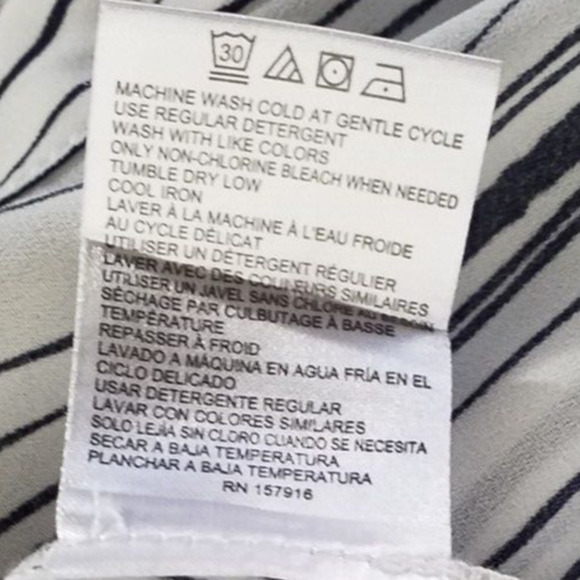 30
MACHINE WASH COLD AT GENTLE CYCLE
USE REGULAR DETERGENT
WASH WITH LIKE COLORS
ONLY NON-CHLORINE BLEACH WHEN NEEDED
TUMBLE DRY LOW
COOL IRON
LAVER À LA MACHINE À L'EAU FROIDE
AU CYCLE DÉLICAT
UTILISER UN DÉTERGENT RÉGULIER
LAVER AVEC DES COULEURS SIMILAIRES
UTILISER UN JAVEL SANS CHLORE AU BESOIN
SÉCHAGE PAR CULBUTAGE À BASSE
TEMPÉRATURE
REPASSER À FROID
LAVADO A MÁQUINA EN AGUA FRÍA EN EL
CICLO DELICADO
USAR DETERGENTE REGULAR
LAVAR CON COLORES SIMILARES
SOLO LEJÍA SIN CLORO CUANDO SE NECESITA
SECAR A BAJA TEMPERATURA
PLANCHAR A BAJA TEMPERATURA
RN 157916